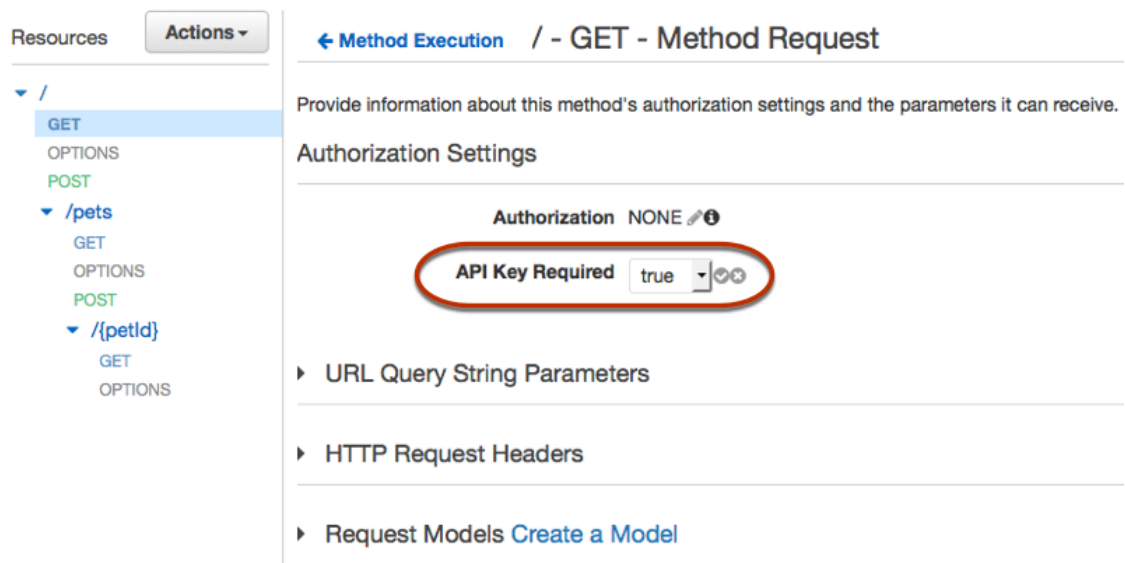 Resources
Actions
Method Execution
/ - GET - Method Request
/
GET
OPTIONS
POST
/pets
GET
OPTIONS
POST
/{petId}
GET
OPTIONS
Provide information about this method's authorization settings and the parameters it can receive.
Authorization Settings
Authorization NONE
API Key Required true
URL Query String Parameters
HTTP Request Headers
Request Models Create a Model